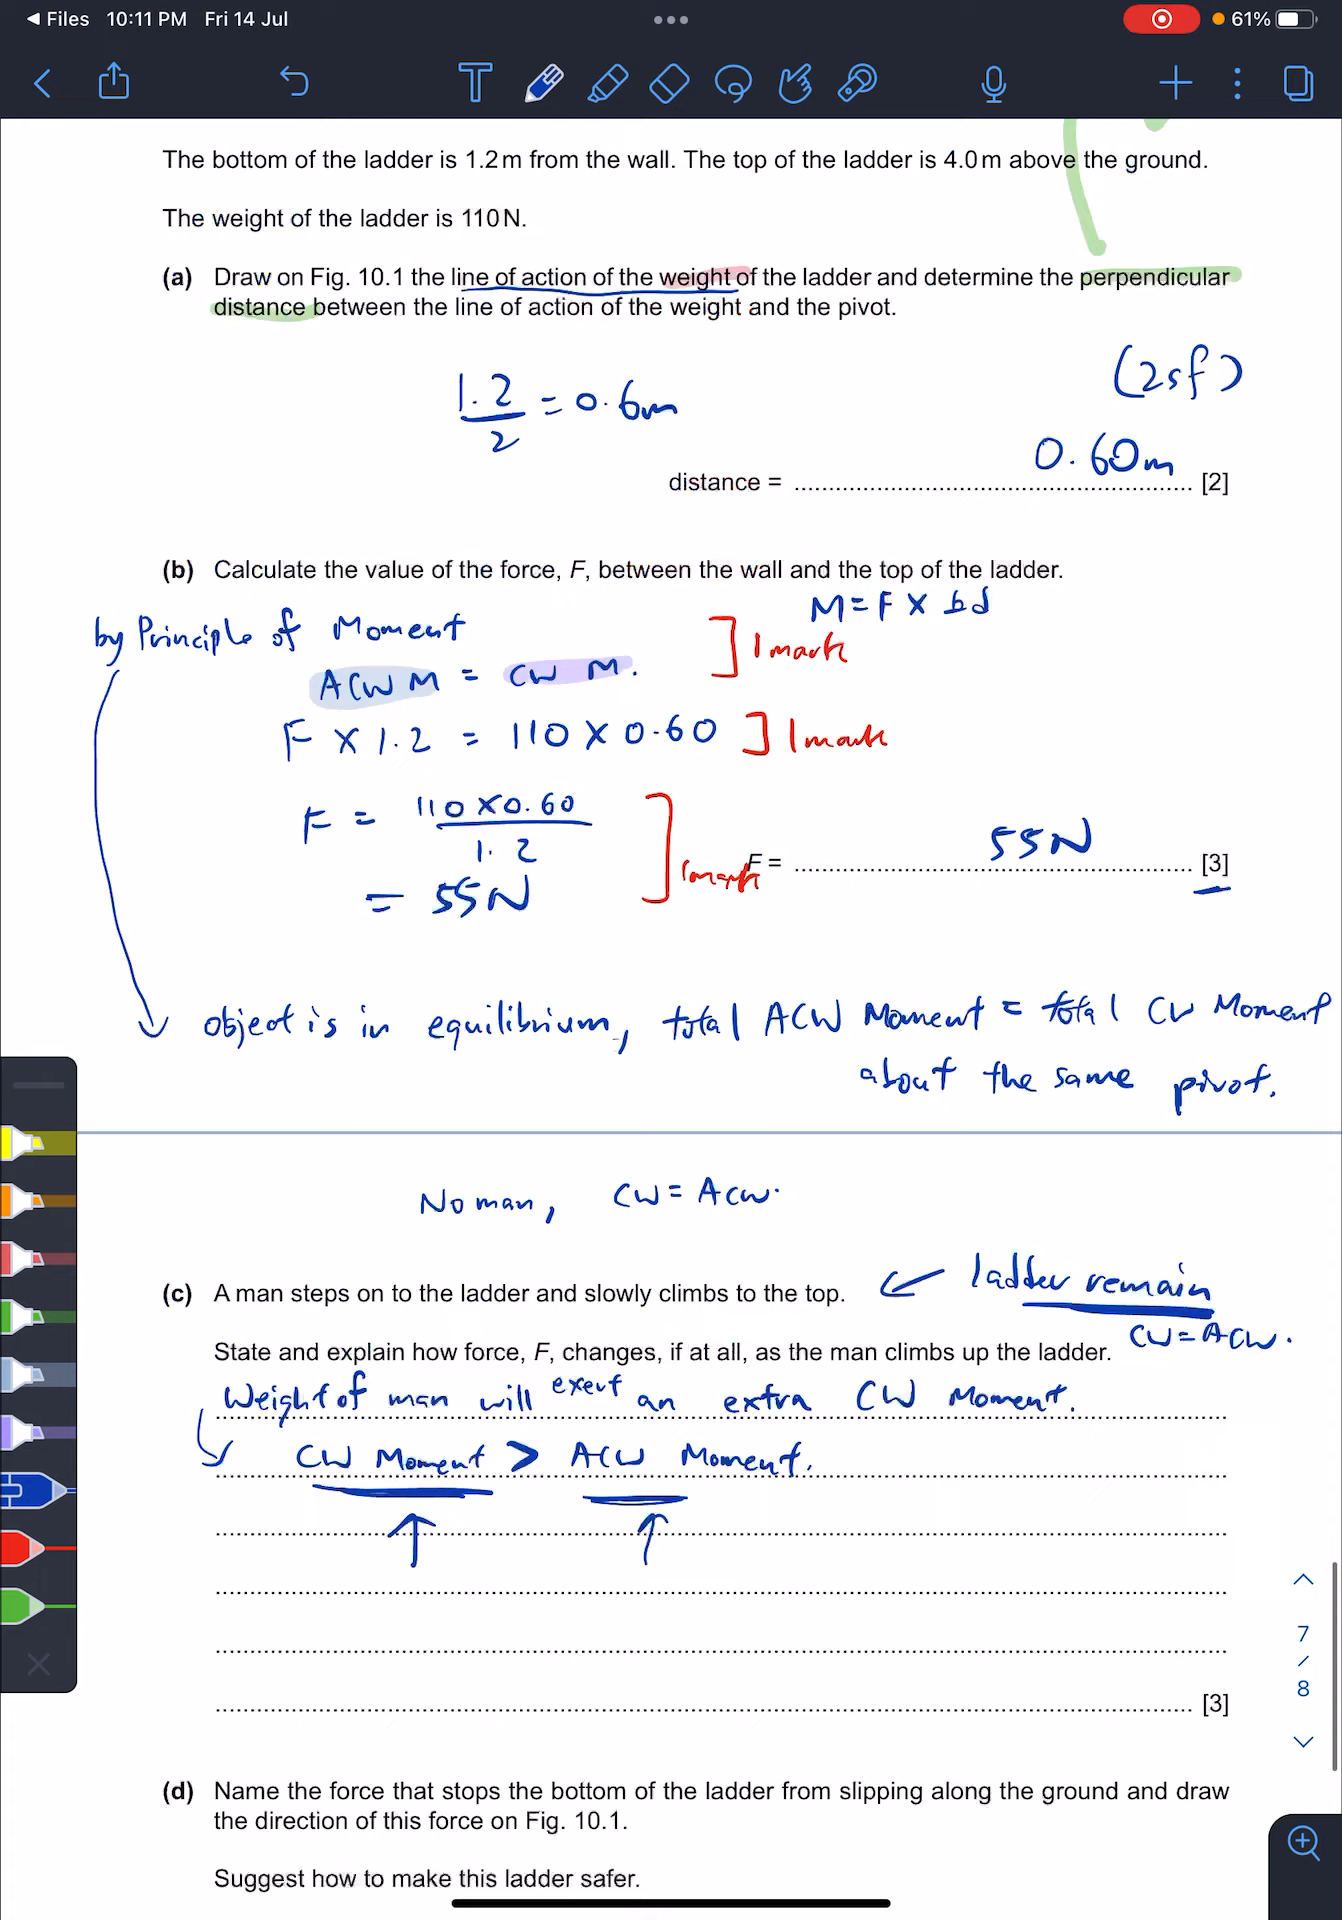 Files 10:11 PM Fri 14 Jul
61%
The bottom of the ladder is 1.2 m from the wall. The top of the ladder is 4.0 m above the ground.
The weight of the ladder is 110 N.
(a) Draw on Fig. 10.1 the line of action of the weight of the ladder and determine the perpendicular
distance between the line of action of the weight and the pivot.
1.2
2
= 0.6m
(2sf)
0.60m
distance = [2]
(b) Calculate the value of the force, F, between the wall and the top of the ladder.
M = F × ⊥d
by Principle of Moment
ACW M = CW M.
1 mark
F × 1.2 = 110 × 0.60
1 mark
F = 110 × 0.60
1.2
= 55N
1 mark
55N
F = [3]
object is in equilibrium, total ACW Moment = total CW Moment
about the same pivot.
No man, CW = ACW.
ladder remain
(c) A man steps on to the ladder and slowly climbs to the top.
CW = ACW.
State and explain how force, F, changes, if at all, as the man climbs up the ladder.
Weight of man will exert an extra CW Moment.
CW Moment > ACW Moment.
[3]
7
/
8
(d) Name the force that stops the bottom of the ladder from slipping along the ground and draw
the direction of this force on Fig. 10.1.
Suggest how to make this ladder safer.